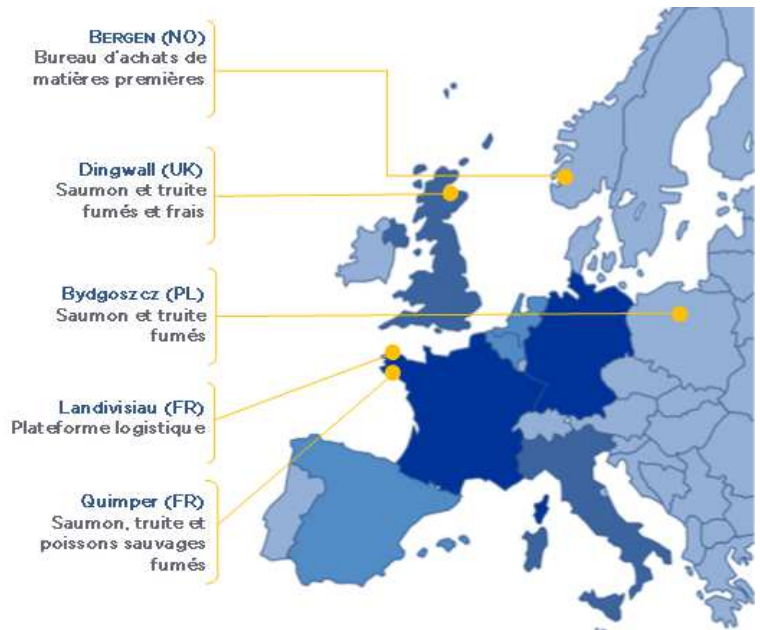 BERGEN (NO)
Bureau d'achats de
matières premières
Dingwall (UK)
Saumon et truite
fumés et frais
Bydgoszcz (PL)
Saumon et truite
fumés
Landivisiau (FR)
Plateforme logistique
Quimper (FR)
Saumon, truite et
poissons sauvages
fumés